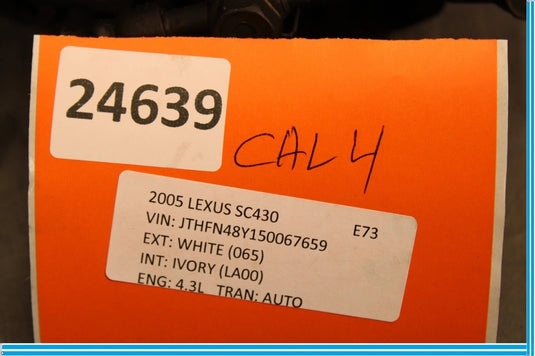 24639
CAL 4
2005 LEXUS SC430 E73
VIN: JTHFN48Y150067659
EXT: WHITE (065)
INT: IVORY (LA00)
ENG: 4.3L TRAN: AUTO